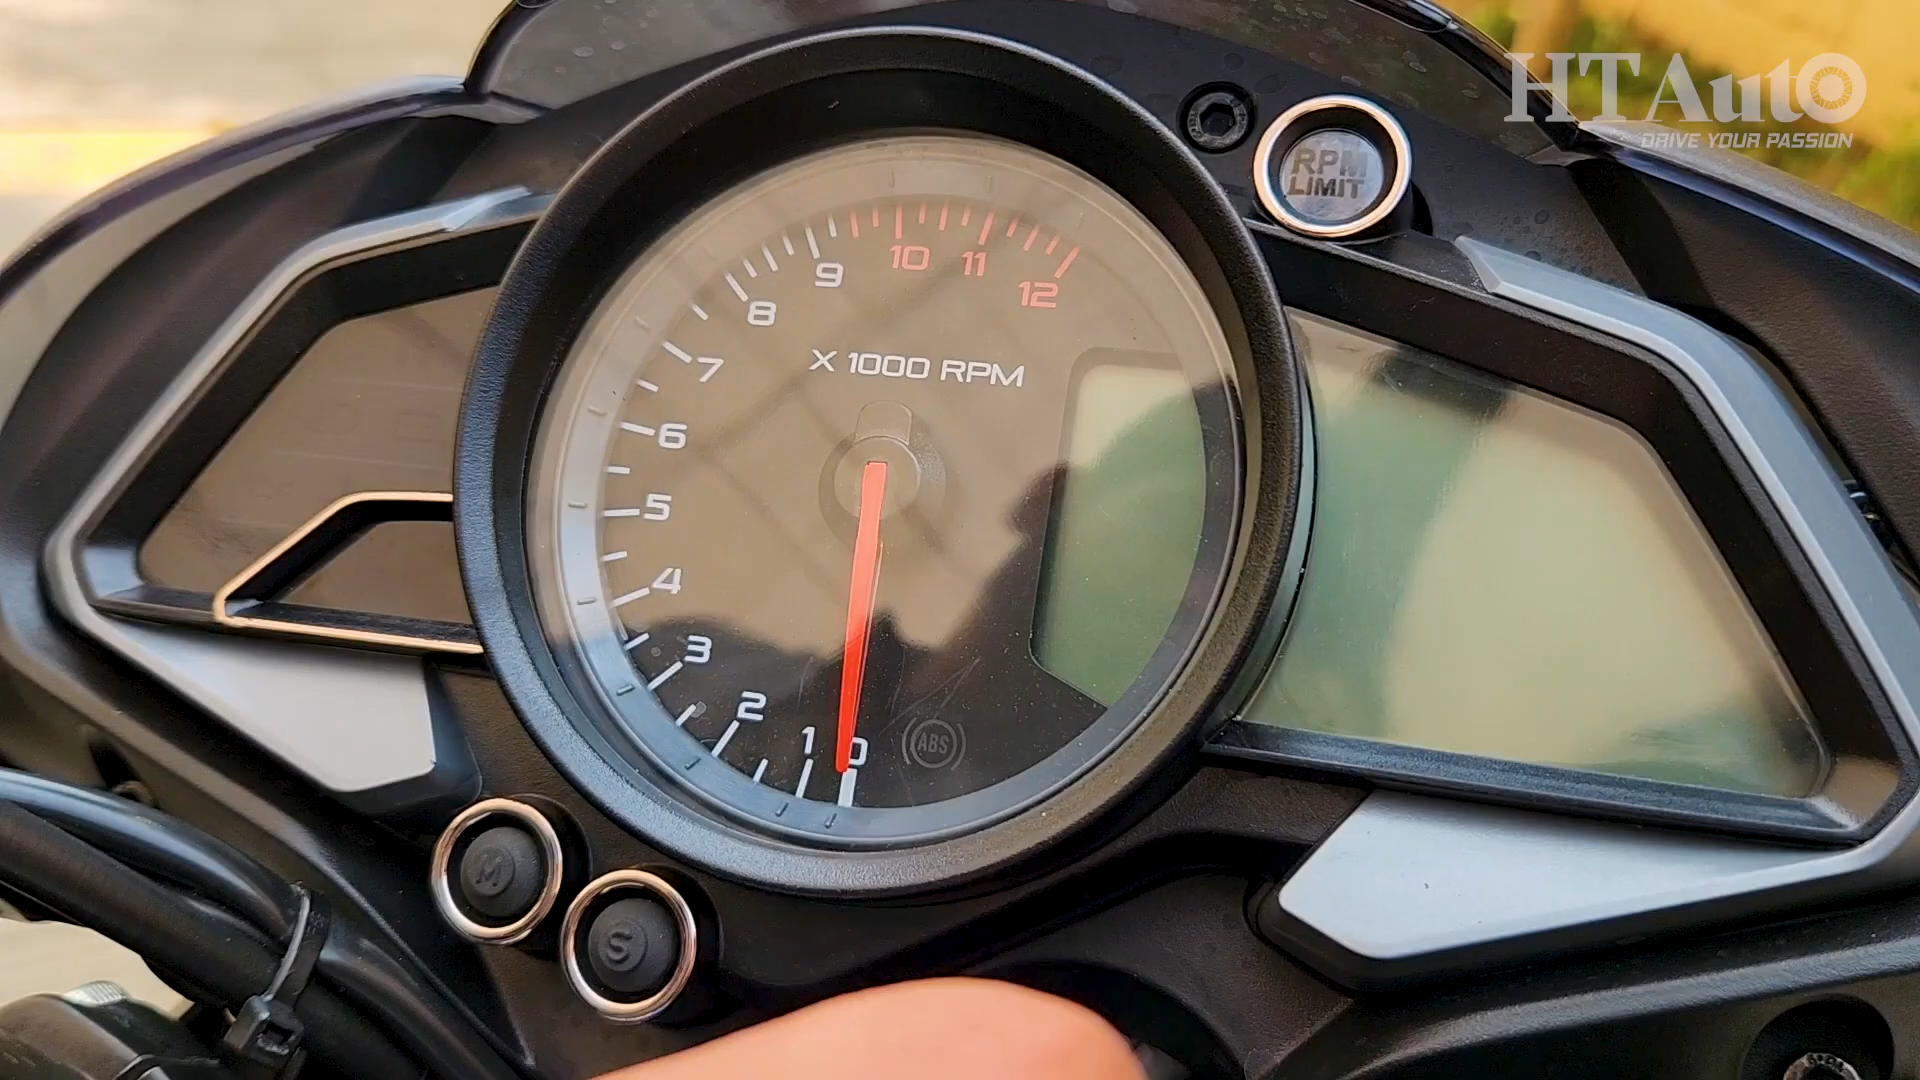 HTAuto
DRIVE YOUR PASSION
RPM
LIMIT
10 11
9 12
8
X 1000 RPM
7
6
5
4
3
2
1 0
ABS
M
S